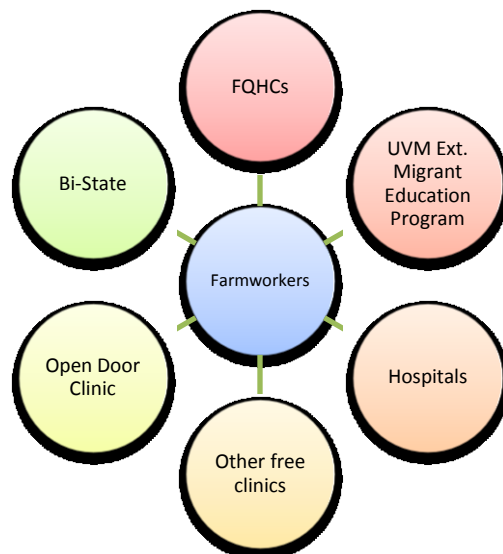 FQHCs
Bi-State
UVM Ext.
Migrant
Education
Program
Farmworkers
Open Door
Clinic
Hospitals
Other free
clinics